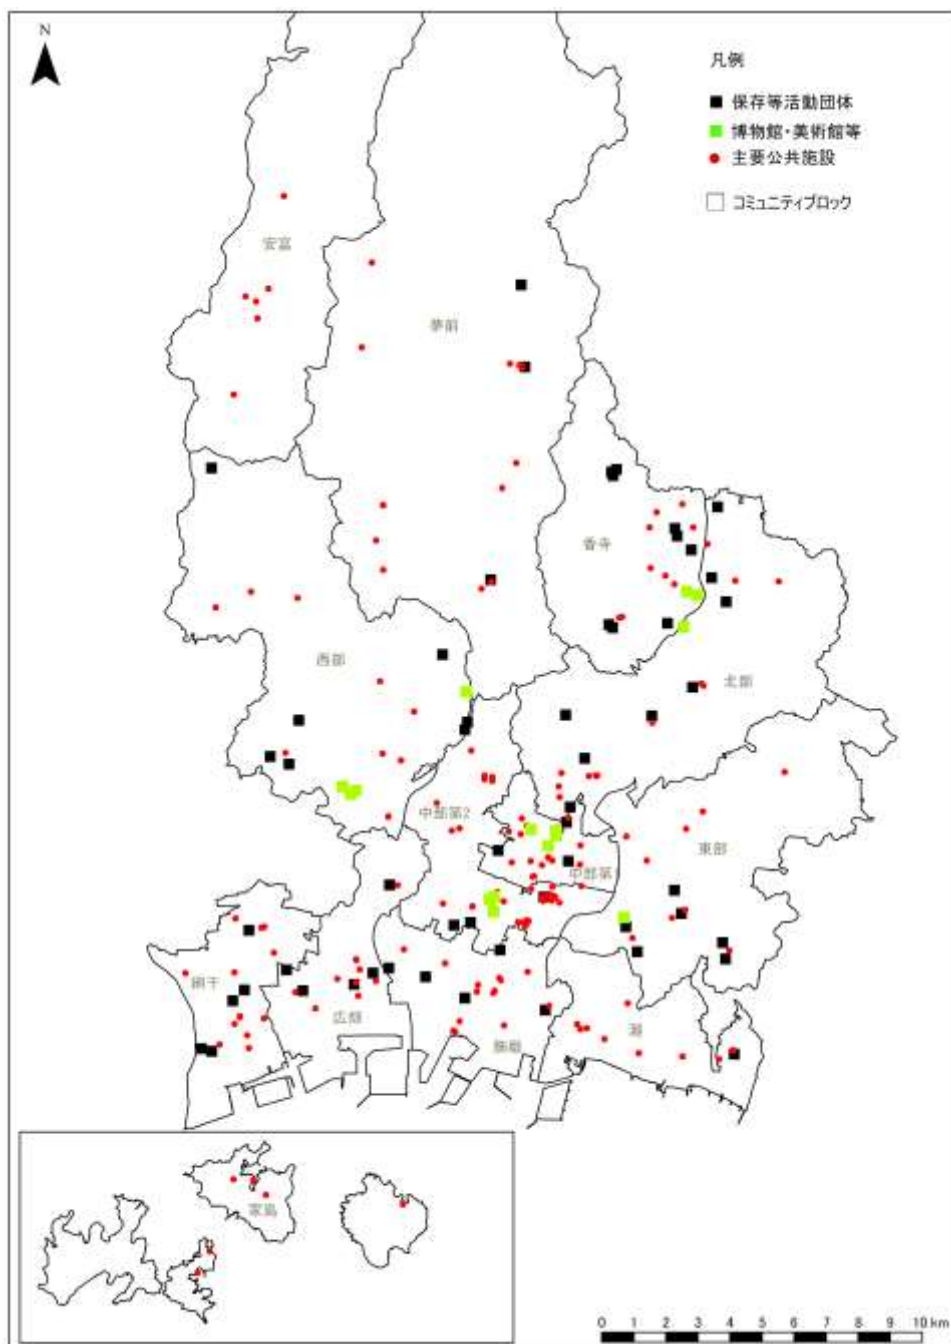 N
凡例
保存等活動団体
博物館・美術館等
主要公共施設
コミュニティブロック
安富
夢前
香寺
西部
北部
中部第2
中部第
東部
網干
広畑
飾磨
灘
家島
0 1 2 3 4 5 6 7 8 9 10 km